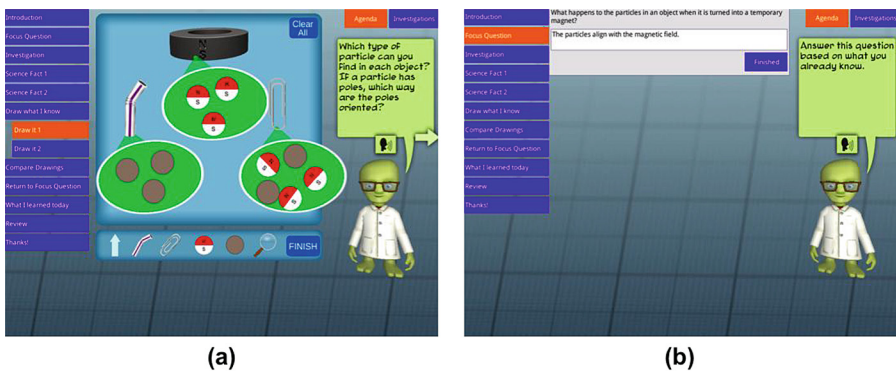 Introduction
Focus Question
Investigation
Science Fact 1
Science Fact 2
Draw what I know
Draw it 1
Draw it 2
Compare Drawings
Return to Focus Question
What I learned today
Review
Thanks!
Clear
All
N
S
N
S
N
S
N
S
N
S
N
S
N
S
FINISH
N
S
Agenda
Investigations
Which type of
particle can you
find in each object?
If a particle has
poles, which way
are the poles
oriented?
(a)
Introduction
Focus Question
Investigation
Science Fact 1
Science Fact 2
Draw what I know
Compare Drawings
Return to Focus Question
What I learned today
Review
Thanks!
What happens to the particles in an object when it is turned into a temporary
magnet?
The particles align with the magnetic field.
Finished
Agenda
Investigations
Answer this question
based on what you
already know.
(b)